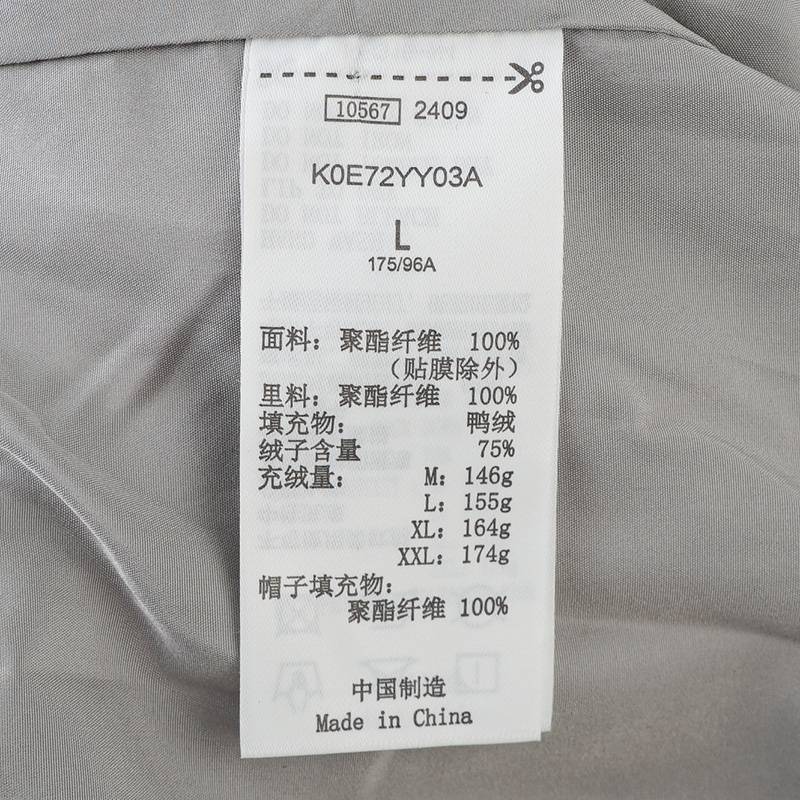 10567 2409
K0E72YY03A
L
175/96A
面料：聚酯纤维 100%
（贴膜除外）
里料：聚酯纤维 100%
填充物： 鸭绒
绒子含量 75%
充绒量： M：146g
L：155g
XL：164g
XXL：174g
帽子填充物：
聚酯纤维 100%
中国制造
Made in China